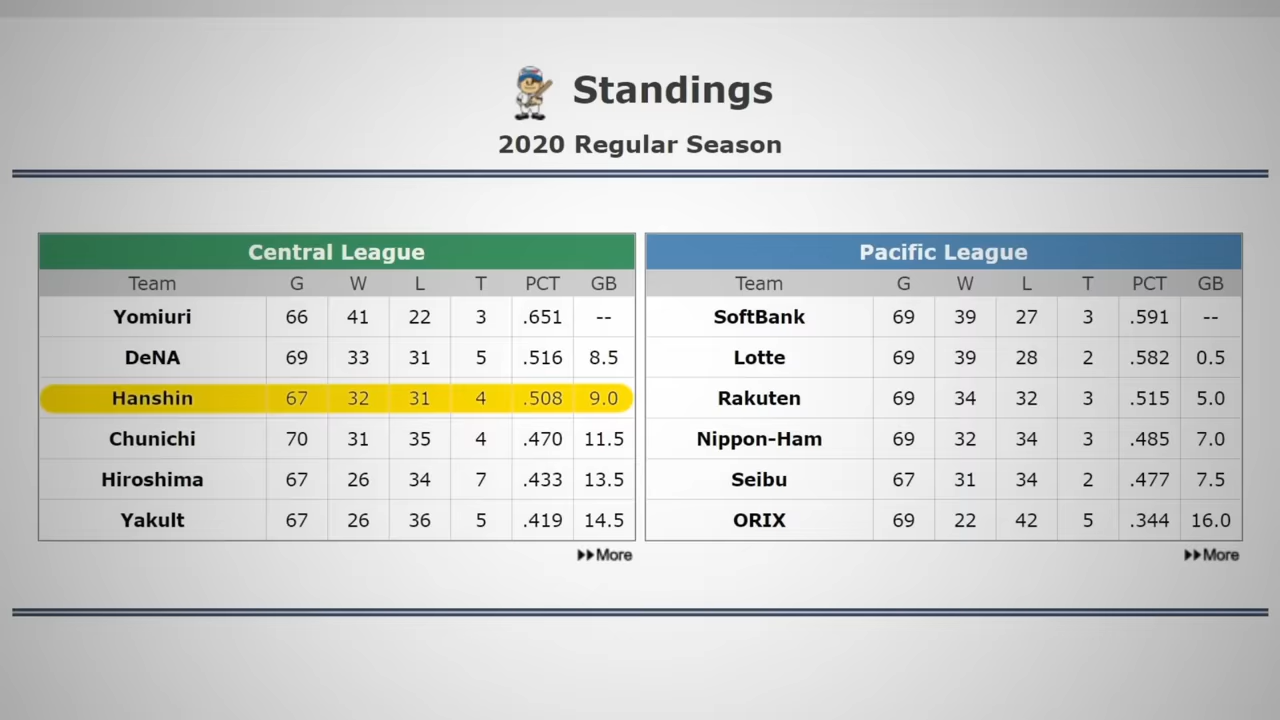 Standings
2020 Regular Season
Central League
Team G W L T PCT GB
Yomiuri 66 41 22 3 .651 --
DeNA 69 33 31 5 .516 8.5
Hanshin 67 32 31 4 .508 9.0
Chunichi 70 31 35 4 .470 11.5
Hiroshima 67 26 34 7 .433 13.5
Yakult 67 26 36 5 .419 14.5
More
Pacific League
Team G W L T PCT GB
SoftBank 69 39 27 3 .591 --
Lotte 69 39 28 2 .582 0.5
Rakuten 69 34 32 3 .515 5.0
Nippon-Ham 69 32 34 3 .485 7.0
Seibu 67 31 34 2 .477 7.5
ORIX 69 22 42 5 .344 16.0
More